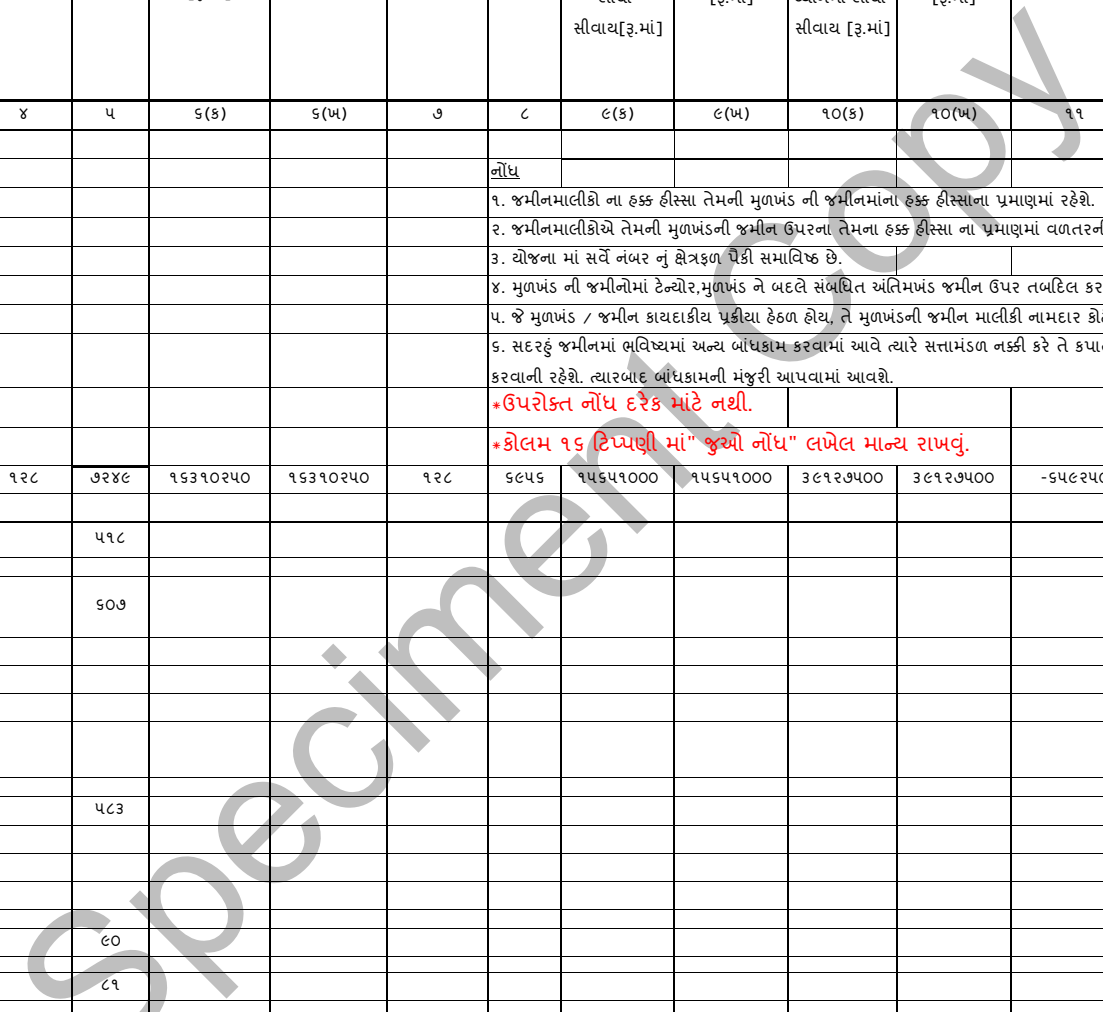 સીવાય[રૂ.માં] સીવાય [રૂ.માં]
૪ ૫ ૬(ક) ૬(ખ) ૭ ૮ ૯(ક) ૯(ખ) ૧૦(ક) ૧૦(ખ) ૧૧
નોંધ
૧. જમીનમાલીકો ના હક્ક હીસ્સા તેમની મુળખંડ ની જમીનમાંના હક્ક હીસ્સાના પ્રમાણમાં રહેશે.
૨. જમીનમાલીકોએ તેમની મુળખંડની જમીન ઉપરના તેમના હક્ક હીસ્સા ના પ્રમાણમાં વળતરની
૩. યોજના માં સર્વે નંબર નું ક્ષેત્રફળ પૈકી સમાવિષ્ઠ છે.
૪. મુળખંડ ની જમીનોમાં ટેન્યોર,મુળખંડ ને બદલે સંબધિત અંતિમખંડ જમીન ઉપર તબદિલ કર
૫. જે મુળખંડ / જમીન કાયદાકીય પ્રક્રીયા હેઠળ હોય, તે મુળખંડની જમીન માલીકી નામદાર
૬. સદરહું જમીનમાં ભવિષ્યમાં અન્ય બાંધકામ કરવામાં આવે ત્યારે સત્તામંડળ નક્કી કરે તે
કરવાની રહેશે. ત્યારબાદ બાંધકામની મંજુરી આપવામાં આવશે.
*ઉપરોક્ત નોંધ દરેક માંટે નથી.
*કોલમ ૧૬ ટિપ્પણી માં" જુઓ નોંધ" લખેલ માન્ય રાખવું.
૧૨૮ ૭૨૪૯ ૧૬૩૧૦૨૫૦ ૧૬૩૧૦૨૫૦ ૧૨૮ ૬૯૫૬ ૧૫૬૫૧૦૦૦ ૧૫૬૫૧૦૦૦ ૩૯૧૨૭૫૦૦ ૩૯૧૨૭૫૦૦ -૬૫૯૨૫૦
૫૧૮
૬૦૭
૫૮૩
૯૦
૮૧
Speciment Copy